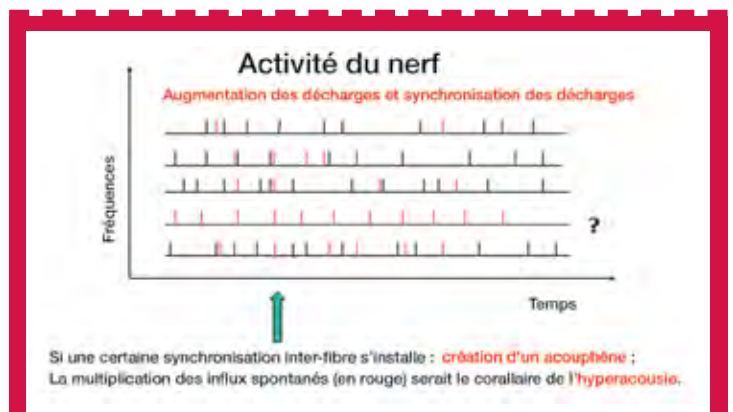 Activité du nerf
Augmentation des décharges et synchronisation des décharges
Fréquences
?
Temps
Si une certaine synchronisation inter-fibre s'installe : création d'un acouphène ;
La multiplication des influx spontanés (en rouge) serait le corallaire de l'hyperacousie.